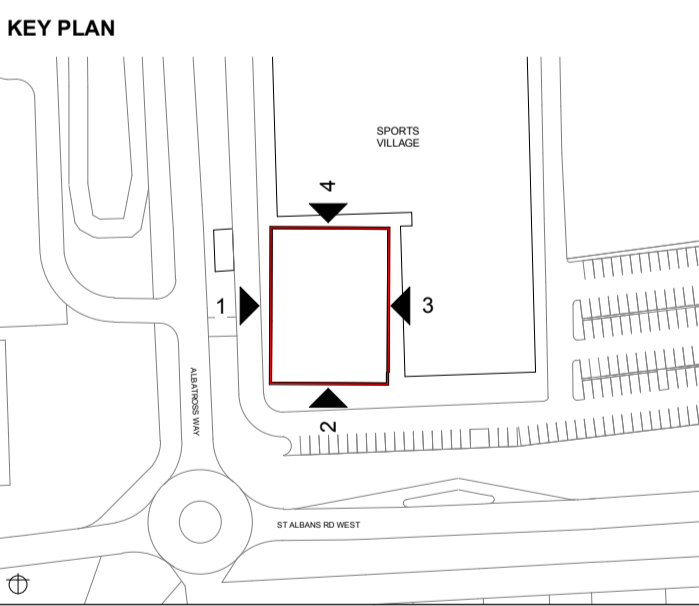 KEY PLAN
SPORTS
VILLAGE
4
1
3
2
ALBATROSS WAY
ST ALBANS RD WEST